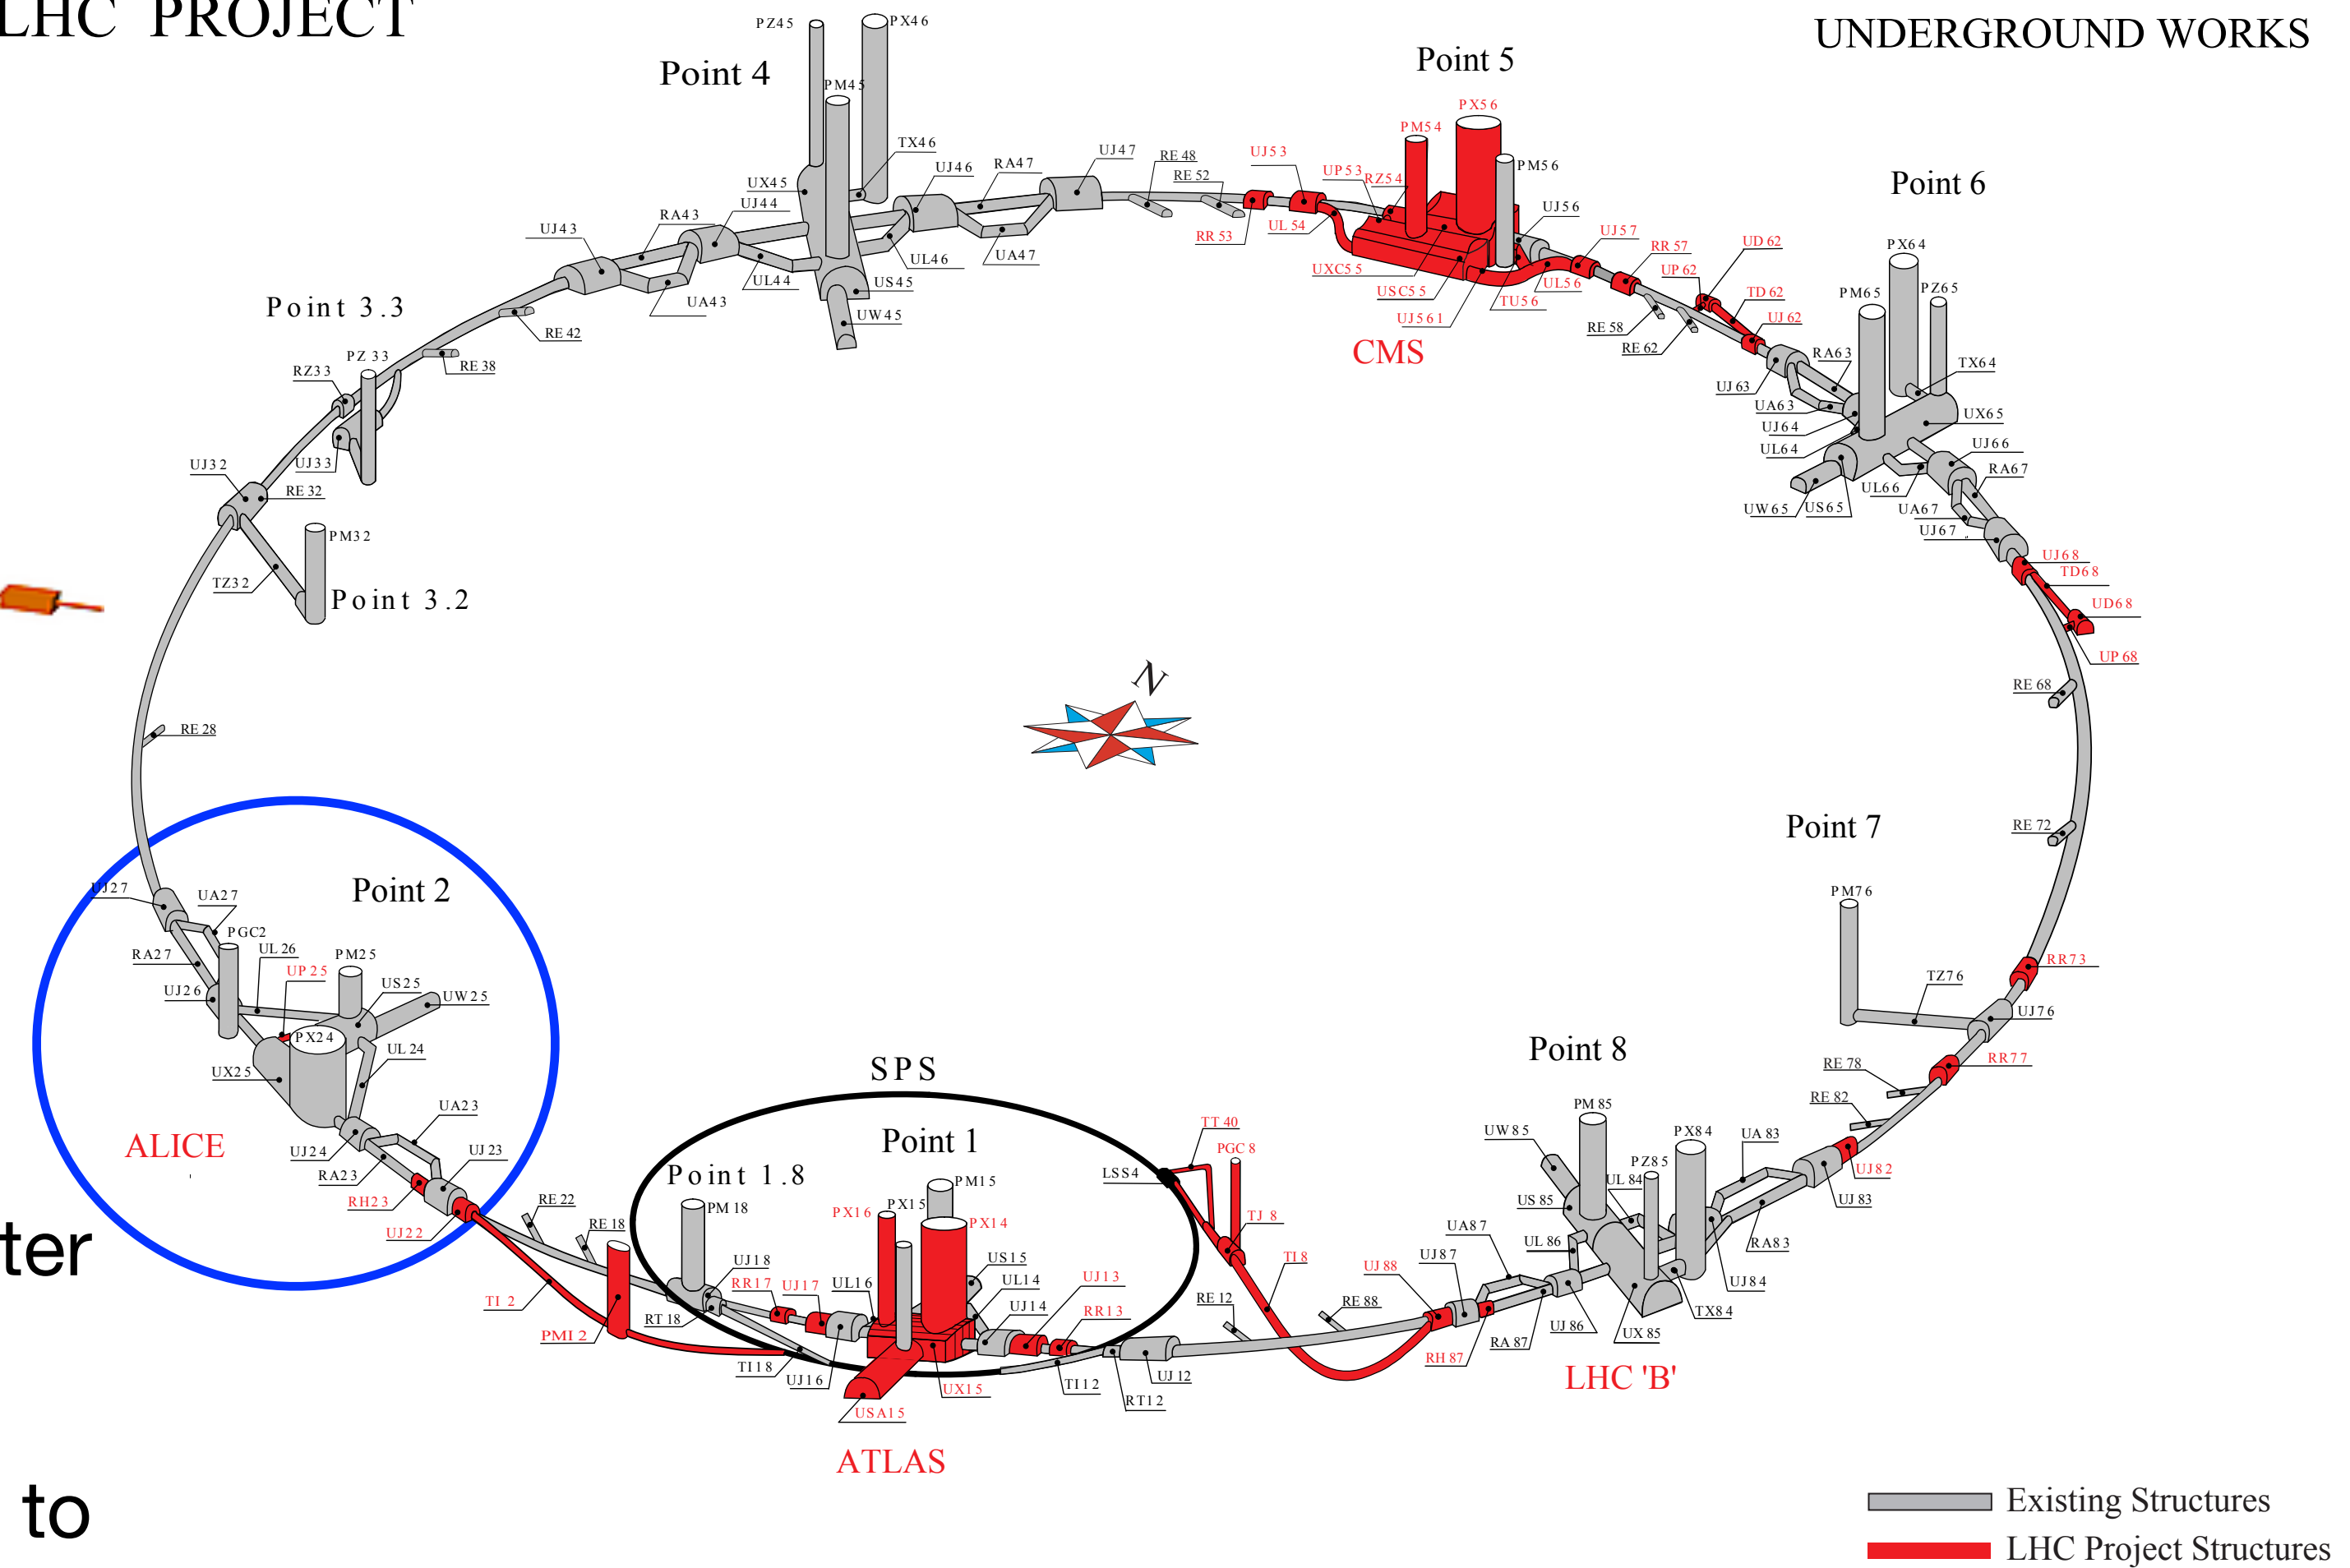 LHC PROJECT
UNDERGROUND WORKS
Point 4
PZ45
PX46
PM45
TX46
UX45
UJ44
RA43
UJ43
UJ46
RA47
UJ47
RE 48
RE 52
UL46
UA47
UL44
UA43
US45
UW45
RE 42
RE 38
Point 3.3
PZ 33
RZ33
UJ33
UJ32
RE 32
PM32
TZ32
Point 3.2
RE 28
Point 5
PX56
PM54
PM56
UJ53
UP53
RZ54
RR 53
UL 54
UXC55
USC55
UJ561
TU56
UL56
UJ56
UJ57
RR 57
CMS
RE 58
RE 62
UP 62
UD 62
TD 62
UJ 62
Point 6
PX64
PM65
PZ65
RA63
UJ 63
UA63
UJ64
UL64
TX64
UX65
UJ66
RA67
UL66
UW65
US65
UA67
UJ67
UJ68
TD68
UD68
UP 68
RE 68
RE 72
N
Point 7
PM76
TZ76
RR73
UJ76
RR77
RE 78
RE 82
Point 2
UJ27
UA27
PGC2
RA27
UL 26
UP25
PM25
US25
UW25
UJ26
PX24
UL 24
UX25
UA23
ALICE
UJ24
RA23
UJ 23
RH23
UJ22
RE 22
RE 18
TI 2
PMI 2
SPS
Point 1
Point 1.8
PM 18
PX16
PX15
PM15
PX14
UJ18
RR17
UJ17
UL16
US15
UL14
UJ14
UJ13
RR13
RT 18
TI18
UJ16
USA15
UX15
TI12
RT12
UJ 12
ATLAS
LSS4
TT 40
PGC 8
TJ 8
TI8
RE 12
RE 88
Point 8
PM 85
UW85
PX84
PZ85
UL 84
UA 83
US 85
UJ82
UJ 83
UA87
UL 86
UJ 88
UJ87
RA83
UJ84
TX84
UX 85
UJ 86
RA 87
RH 87
LHC 'B'
ter
to
Existing Structures
LHC Project Structures